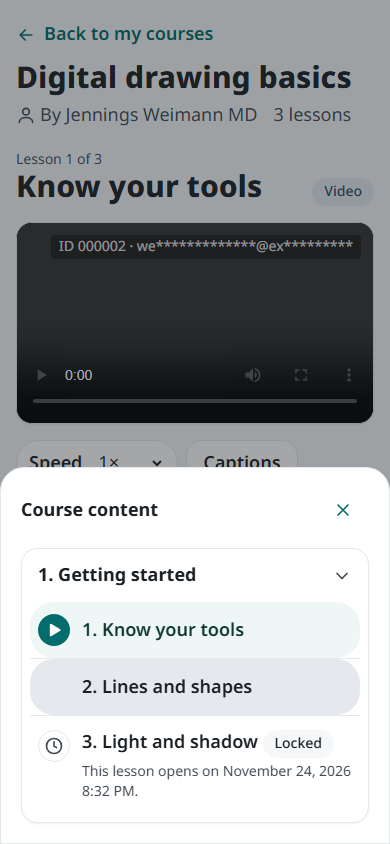 Back to my courses
Digital drawing basics
By Jennings Weimann MD 3 lessons
Lesson 1 of 3
Know your tools
Video
ID 000002 · we*************@ex*********
0:00
Speed 1× Captions
Course content
1. Getting started
1. Know your tools
2. Lines and shapes
3. Light and shadow Locked
This lesson opens on November 24, 2026
8:32 PM.